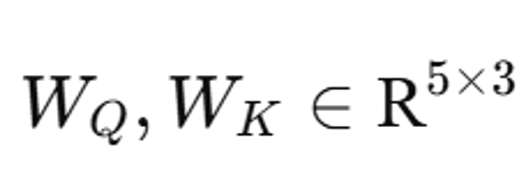 W_Q, W_K ∈ R^{5×3}